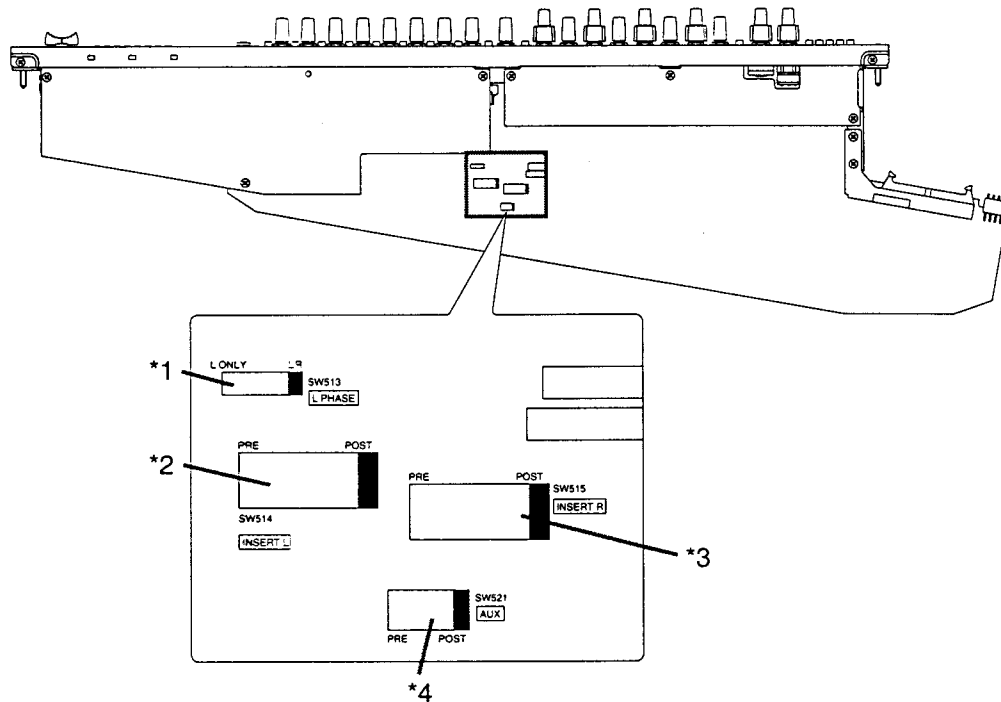 L ONLY LR
*1
SW513
L PHASE
PRE POST
*2
SW514
INSERT L
PRE POST
SW515
INSERT R
*3
SW521
AUX
PRE POST
*4